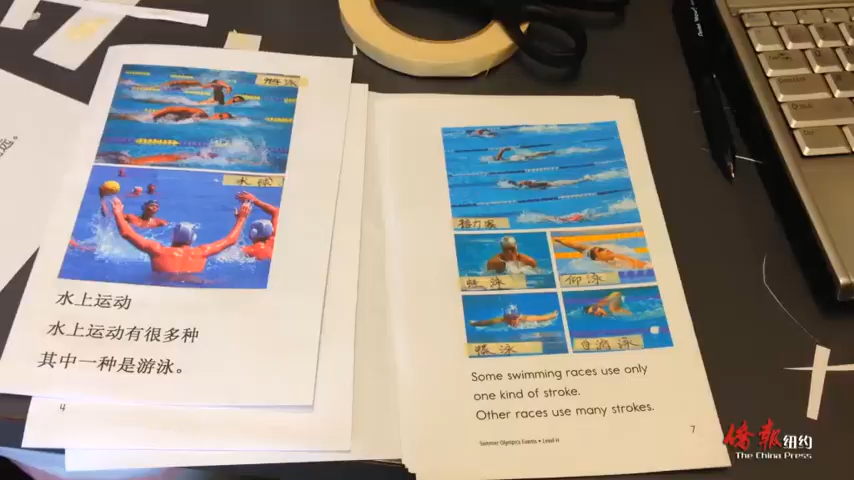 游泳
水球
水上运动
水上运动有很多种
其中一种是游泳。
4
接力赛
蛙泳
仰泳
蝶泳
自由泳
Some swimming races use only
one kind of stroke.
Other races use many strokes.
Summer Olympics Events • Level H
7
侨报纽约
The China Press